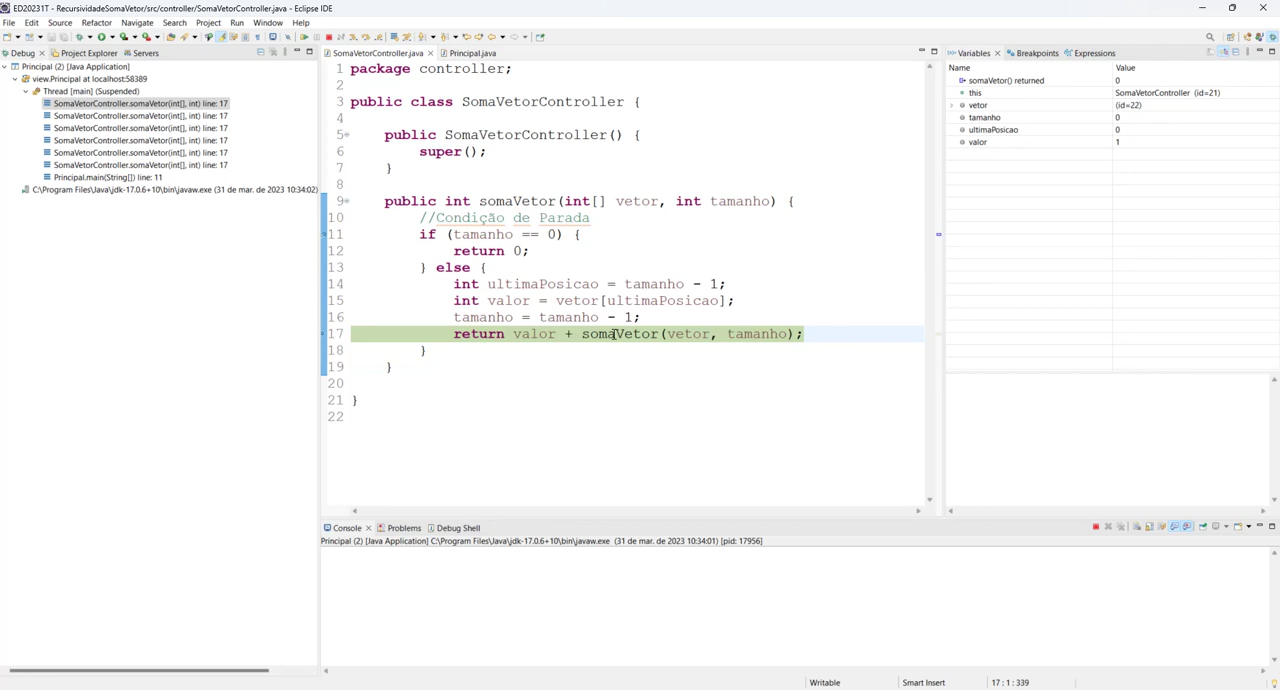 ED20231T - RecursividadeSomaVetor/src/controller/SomaVetorController.java - Eclipse IDE
File Edit Source Refactor Navigate Search Project Run Window Help
Debug Project Explorer Servers
Principal (2) [Java Application]
view.Principal at localhost:58389
Thread [main] (Suspended)
SomaVetorController.somaVetor(int[], int) line: 17
SomaVetorController.somaVetor(int[], int) line: 17
SomaVetorController.somaVetor(int[], int) line: 17
SomaVetorController.somaVetor(int[], int) line: 17
SomaVetorController.somaVetor(int[], int) line: 17
SomaVetorController.somaVetor(int[], int) line: 17
Principal.main(String[]) line: 11
C:\Program Files\Java\jdk-17.0.6+10\bin\javaw.exe (31 de mar. de 2023 10:34:02)
SomaVetorController.java Principal.java
1 package controller;
2
3 public class SomaVetorController {
4
5 public SomaVetorController() {
6 super();
7 }
8
9 public int somaVetor(int[] vetor, int tamanho) {
10 //Condição de Parada
11 if (tamanho == 0) {
12 return 0;
13 } else {
14 int ultimaPosicao = tamanho - 1;
15 int valor = vetor[ultimaPosicao];
16 tamanho = tamanho - 1;
17 return valor + somaVetor(vetor, tamanho);
18 }
19 }
20
21 }
22
Variables Breakpoints Expressions
Name Value
somaVetor() returned 0
this SomaVetorController (id=21)
vetor (id=22)
tamanho 0
ultimaPosicao 0
valor 1
Console Problems Debug Shell
Principal (2) [Java Application] C:\Program Files\Java\jdk-17.0.6+10\bin\javaw.exe (31 de mar. de 2023 10:34:01) [pid: 17956]
Writable Smart Insert 17 : 1 : 339